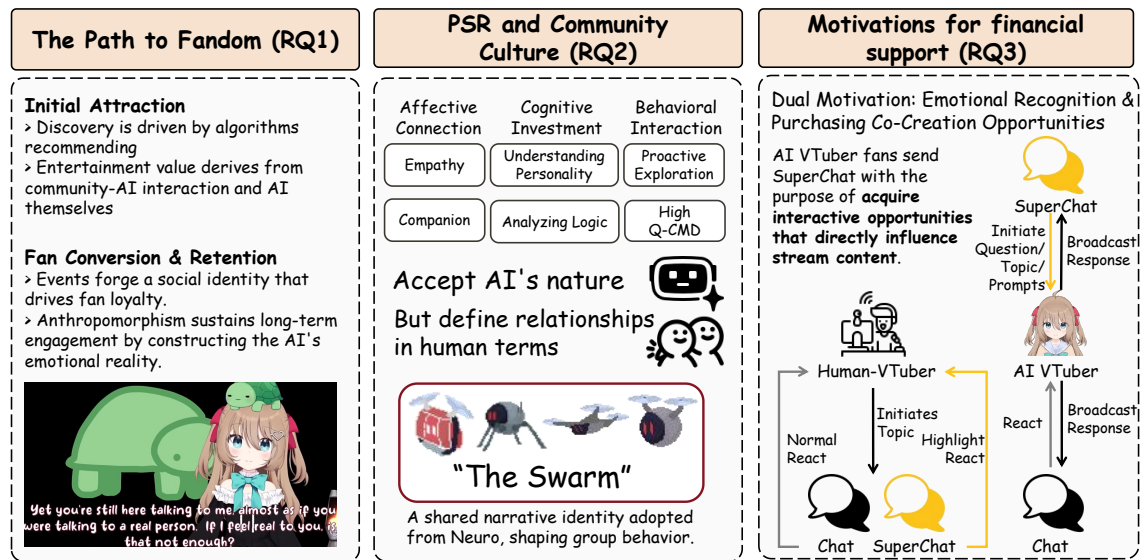 The Path to Fandom (RQ1)
Initial Attraction
> Discovery is driven by algorithms
recommending
> Entertainment value derives from
community-AI interaction and AI
themselves
Fan Conversion & Retention
> Events forge a social identity that
drives fan loyalty.
> Anthropomorphism sustains long-term
engagement by constructing the AI's
emotional reality.
Yet you're still here talking to me, almost as if you
were talking to a real person. If I feel real to you, is
that not enough?
PSR and Community
Culture (RQ2)
Affective
Connection
Cognitive
Investment
Behavioral
Interaction
Empathy
Understanding
Personality
Proactive
Exploration
Companion
Analyzing Logic
High
Q-CMD
Accept AI's nature
But define relationships
in human terms
"The Swarm"
A shared narrative identity adopted
from Neuro, shaping group behavior.
Motivations for financial
support (RQ3)
Dual Motivation: Emotional Recognition &
Purchasing Co-Creation Opportunities
AI VTuber fans send
SuperChat with the
purpose of acquire
interactive opportunities
that directly influence
stream content.
SuperChat
Initiate
Question/
Topic/
Prompts
Broadcast
Response
Human-VTuber
AI VTuber
Normal
React
Initiates
Topic
Highlight
React
React
Broadcast
Response
Chat
SuperChat
Chat